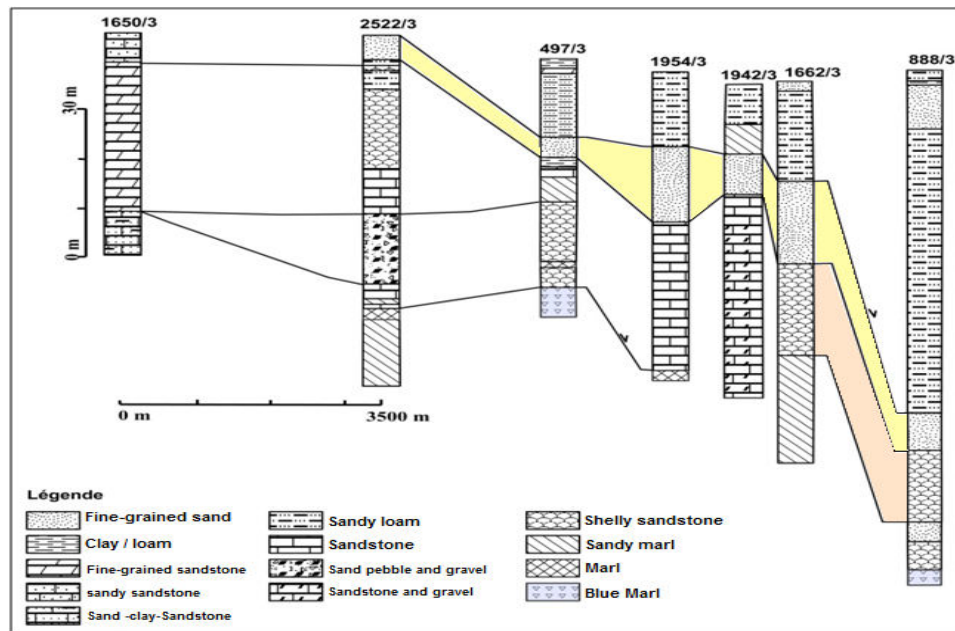 1650/3
2522/3
497/3
1954/3
1942/3
1662/3
888/3
30 m
0 m
0 m
3500 m
Légende
Fine-grained sand
Clay / loam
Fine-grained sandstone
sandy sandstone
Sand -clay-Sandstone
Sandy loam
Sandstone
Sand pebble and gravel
Sandstone and gravel
Shelly sandstone
Sandy marl
Marl
Blue Marl